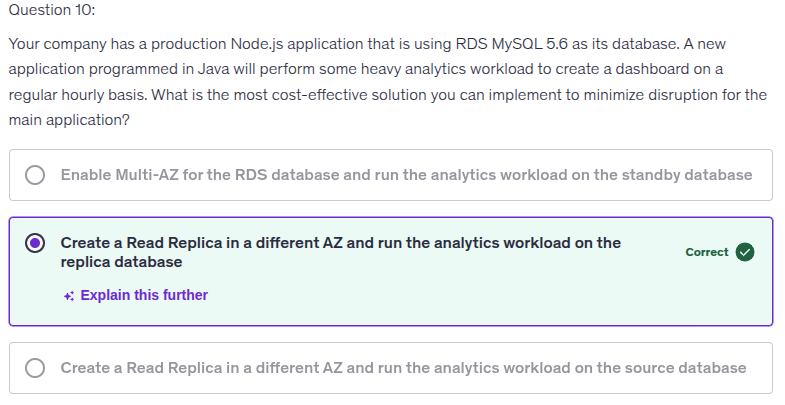 Question 10:
Your company has a production Node.js application that is using RDS MySQL 5.6 as its database. A new
application programmed in Java will perform some heavy analytics workload to create a dashboard on a
regular hourly basis. What is the most cost-effective solution you can implement to minimize disruption for the
main application?
Enable Multi-AZ for the RDS database and run the analytics workload on the standby database
Create a Read Replica in a different AZ and run the analytics workload on the
replica database
Correct
Explain this further
Create a Read Replica in a different AZ and run the analytics workload on the source database